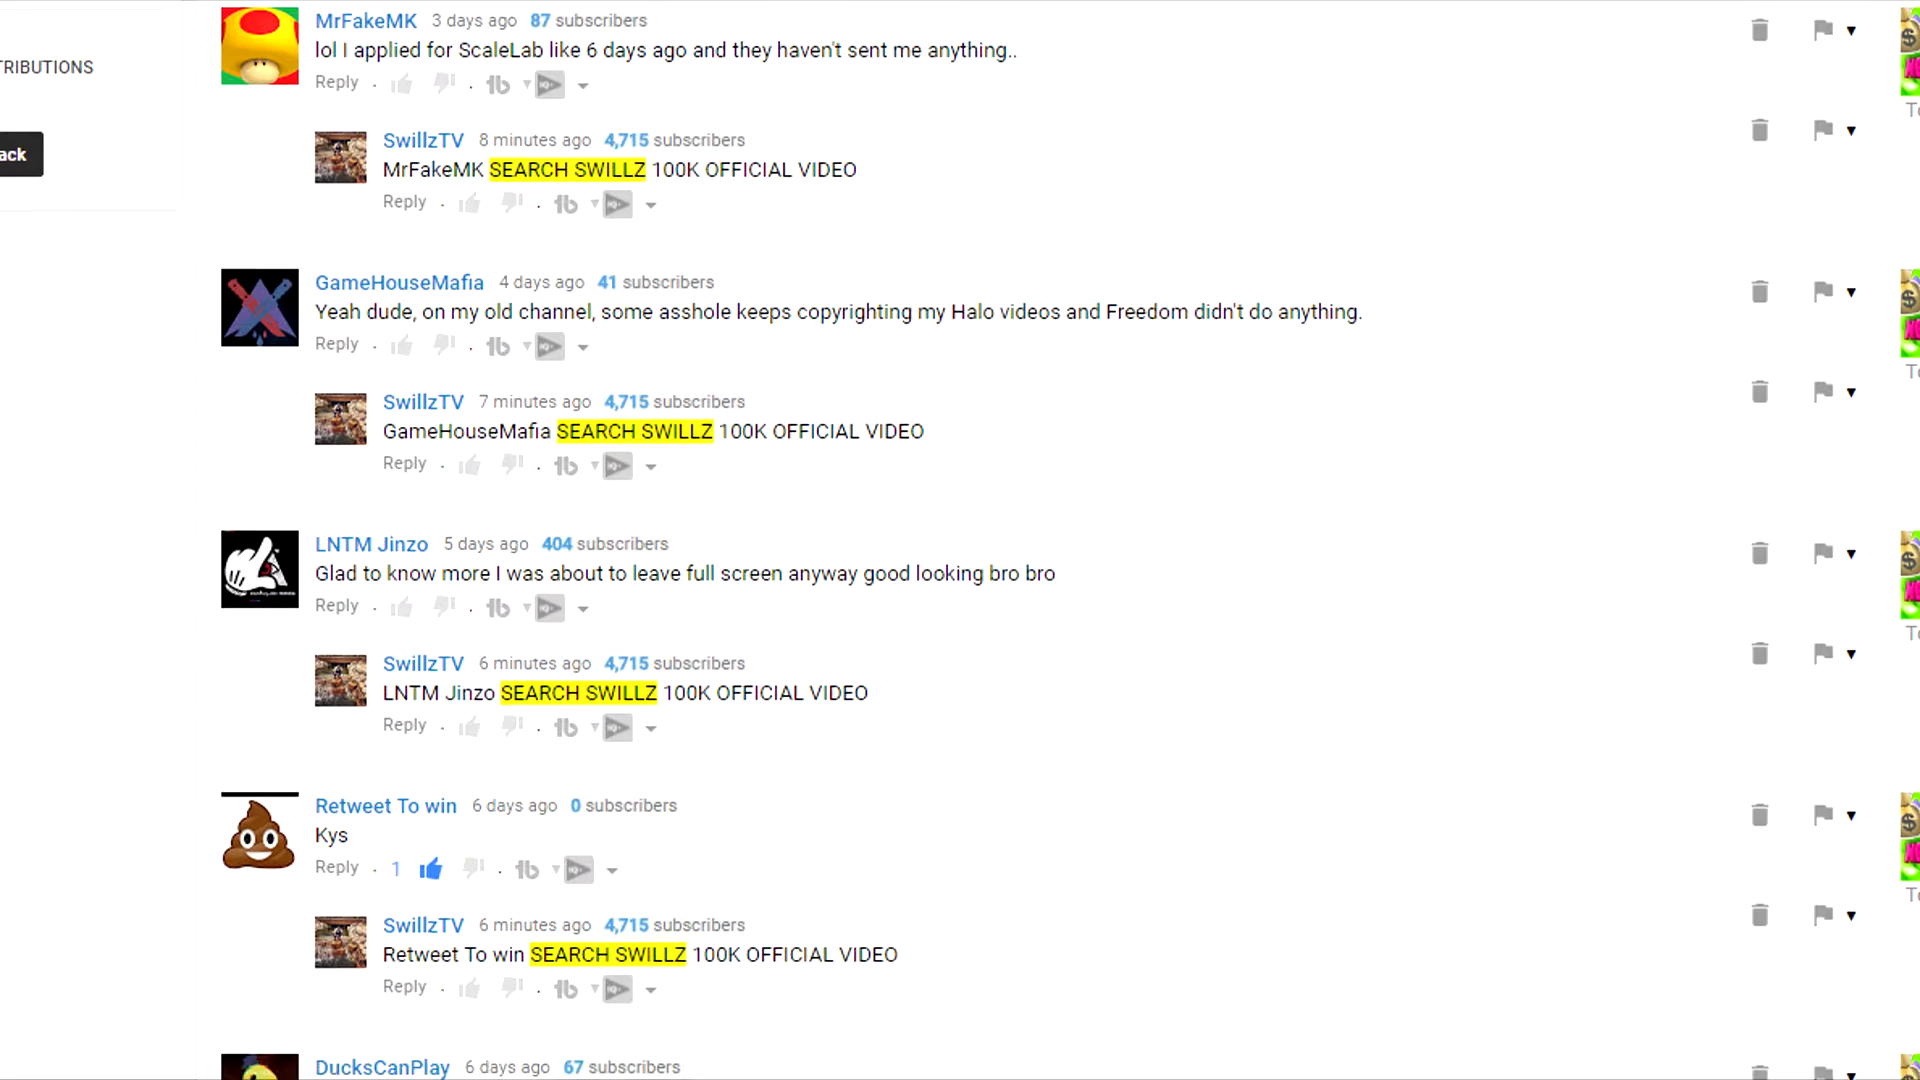 MrFakeMK 3 days ago 87 subscribers
TRIBUTIONS
lol I applied for ScaleLab like 6 days ago and they haven't sent me anything..
Reply
SwillzTV 8 minutes ago 4,715 subscribers
ack
MrFakeMK SEARCH SWILLZ 100K OFFICIAL VIDEO
Reply
GameHouseMafia 4 days ago 41 subscribers
Yeah dude, on my old channel, some asshole keeps copyrighting my Halo videos and Freedom didn't do anything.
Reply
SwillzTV 7 minutes ago 4,715 subscribers
GameHouseMafia SEARCH SWILLZ 100K OFFICIAL VIDEO
Reply
LNTM Jinzo 5 days ago 404 subscribers
Glad to know more I was about to leave full screen anyway good looking bro bro
Reply
SwillzTV 6 minutes ago 4,715 subscribers
LNTM Jinzo SEARCH SWILLZ 100K OFFICIAL VIDEO
Reply
Retweet To win 6 days ago 0 subscribers
Kys
Reply · 1
SwillzTV 6 minutes ago 4,715 subscribers
Retweet To win SEARCH SWILLZ 100K OFFICIAL VIDEO
Reply
DucksCanPlay 6 days ago 67 subscribers